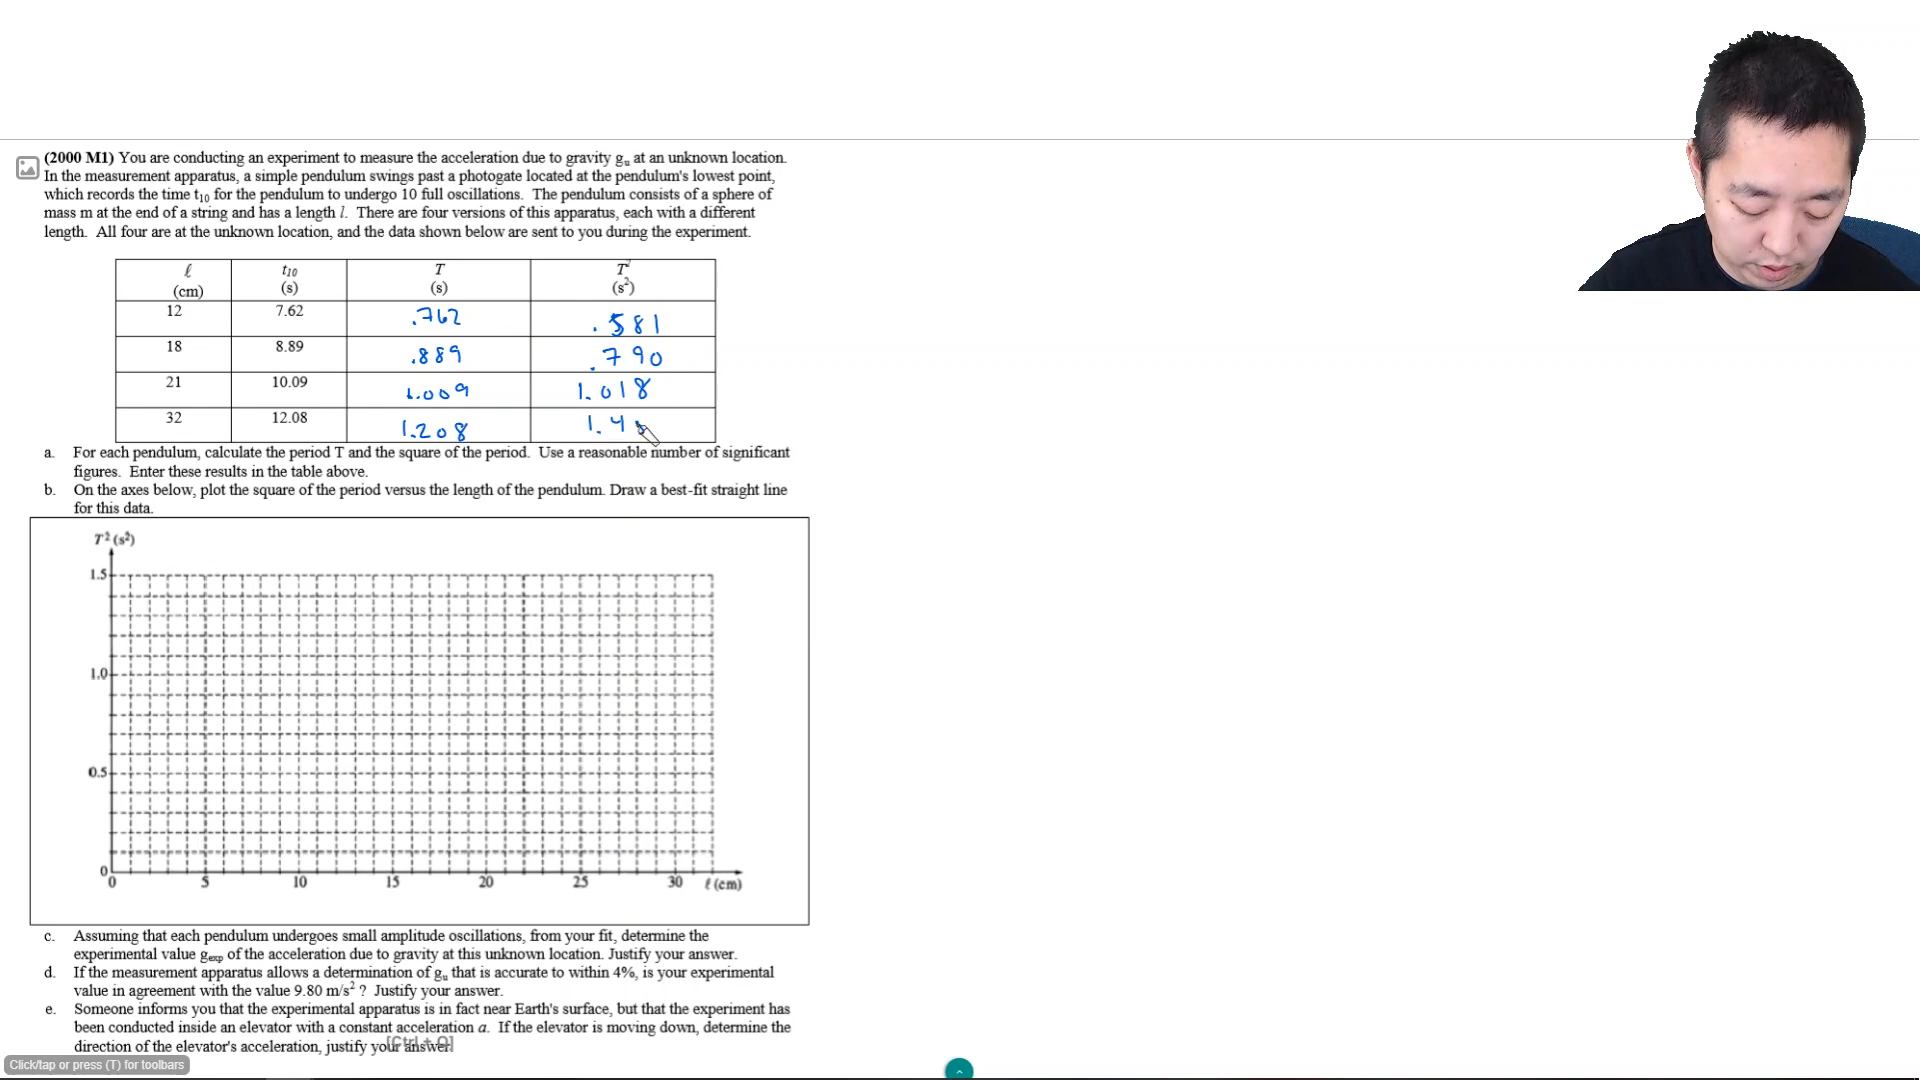 (2000 M1) You are conducting an experiment to measure the acceleration due to gravity gᵤ at an unknown location.
In the measurement apparatus, a simple pendulum swings past a photogate located at the pendulum's lowest point,
which records the time t₁₀ for the pendulum to undergo 10 full oscillations. The pendulum consists of a sphere of
mass m at the end of a string and has a length l. There are four versions of this apparatus, each with a different
length. All four are at the unknown location, and the data shown below are sent to you during the experiment.
ℓ t₁₀ T T²
(cm) (s) (s) (s²)
12 7.62 .762 .581
18 8.89 .889 .790
21 10.09 1.009 1.018
32 12.08 1.208 1.4
a. For each pendulum, calculate the period T and the square of the period. Use a reasonable number of significant
figures. Enter these results in the table above.
b. On the axes below, plot the square of the period versus the length of the pendulum. Draw a best-fit straight line
for this data.
T² (s²)
1.5
1.0
0.5
0
0 5 10 15 20 25 30 ℓ (cm)
c. Assuming that each pendulum undergoes small amplitude oscillations, from your fit, determine the
experimental value gₑₓₚ of the acceleration due to gravity at this unknown location. Justify your answer.
d. If the measurement apparatus allows a determination of gᵤ that is accurate to within 4%, is your experimental
value in agreement with the value 9.80 m/s² ? Justify your answer.
e. Someone informs you that the experimental apparatus is in fact near Earth's surface, but that the experiment has
been conducted inside an elevator with a constant acceleration a. If the elevator is moving down, determine the
direction of the elevator's acceleration, justify your answer.
Click/tap or press (T) for toolbars